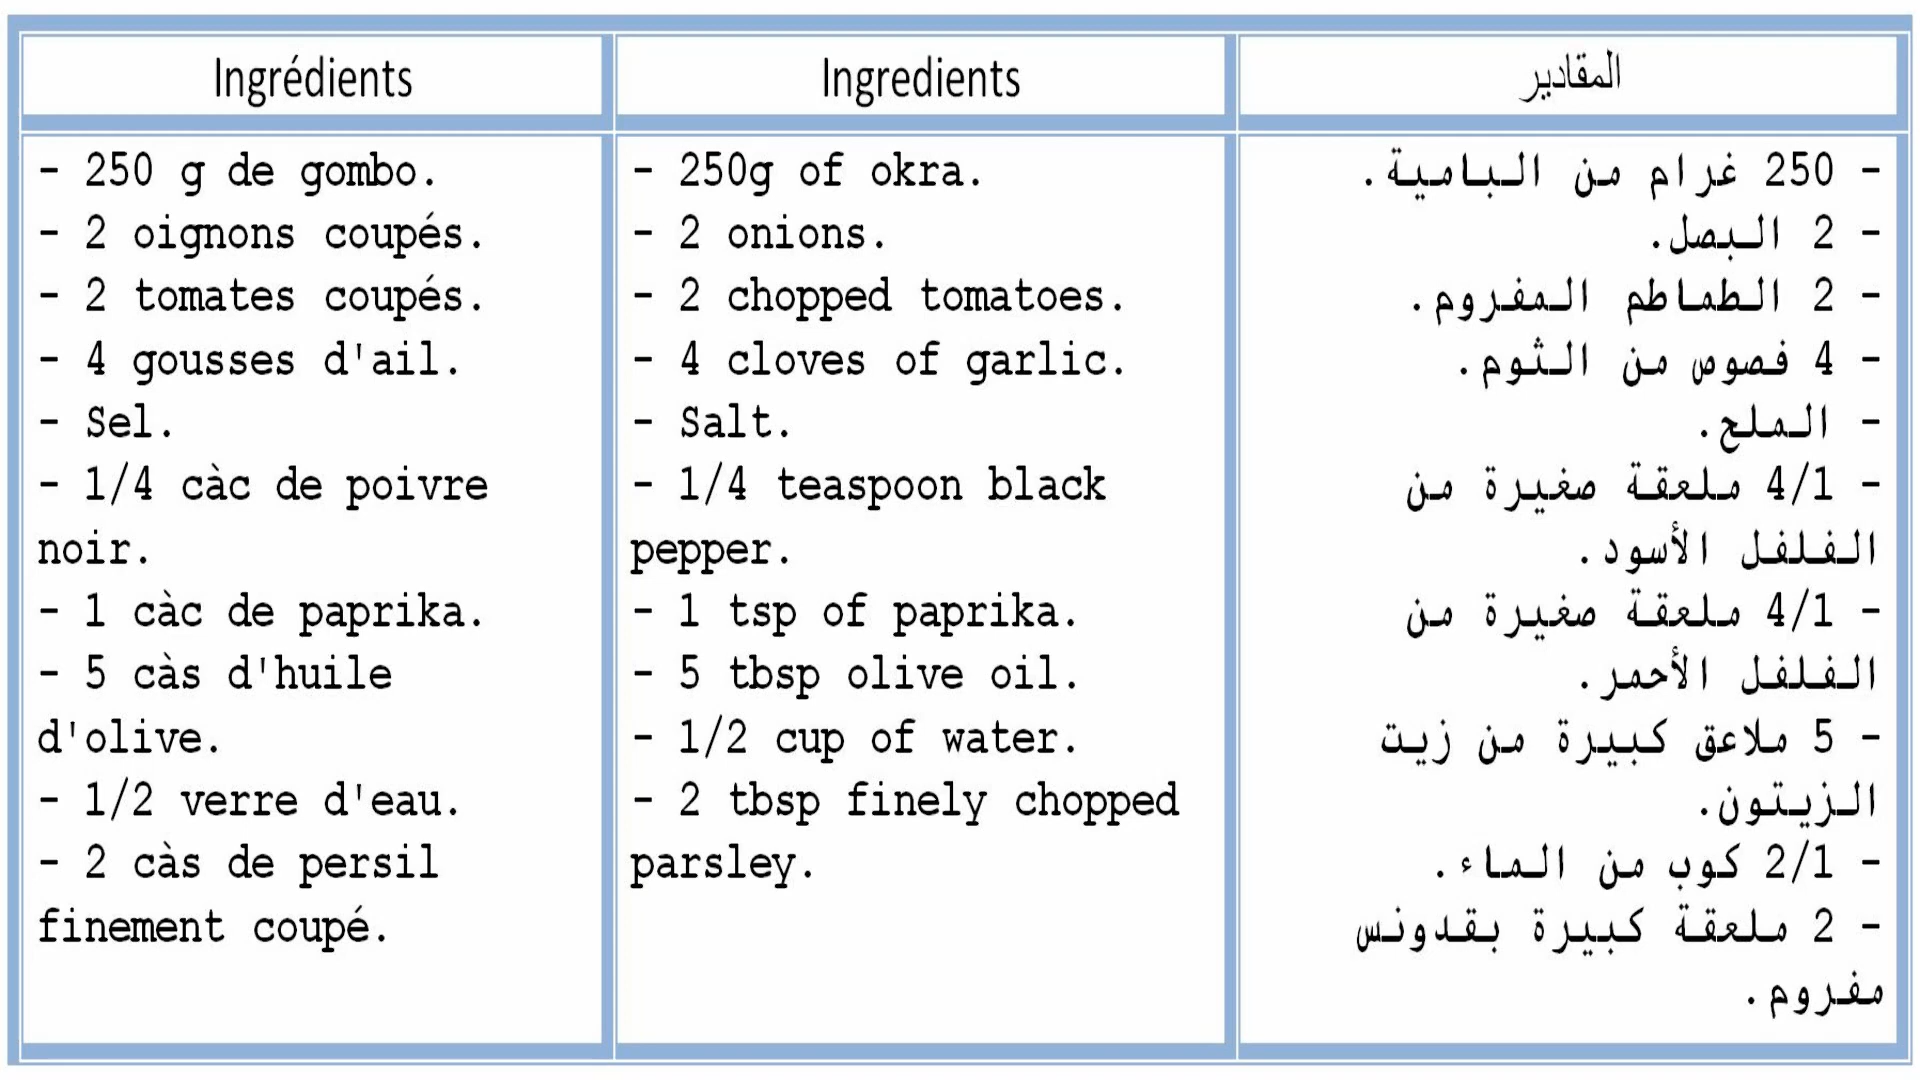 Ingrédients
- 250 g de gombo.
- 2 oignons coupés.
- 2 tomates coupés.
- 4 gousses d'ail.
- Sel.
- 1/4 càc de poivre
noir.
- 1 càc de paprika.
- 5 càs d'huile
d'olive.
- 1/2 verre d'eau.
- 2 càs de persil
finement coupé.
Ingredients
- 250g of okra.
- 2 onions.
- 2 chopped tomatoes.
- 4 cloves of garlic.
- Salt.
- 1/4 teaspoon black
pepper.
- 1 tsp of paprika.
- 5 tbsp olive oil.
- 1/2 cup of water.
- 2 tbsp finely chopped
parsley.
المقادير
- 250 غرام من البامية.
- 2 البصل.
- 2 الطماطم المفروم.
- 4 فصوص من الثوم.
- الملح.
- 4/1 ملعقة صغيرة من
الفلفل الأسود.
- 4/1 ملعقة صغيرة من
الفلفل الأحمر.
- 5 ملاعق كبيرة من زيت
الزيتون.
- 2/1 كوب من الماء.
- 2 ملعقة كبيرة بقدونس
مفروم.